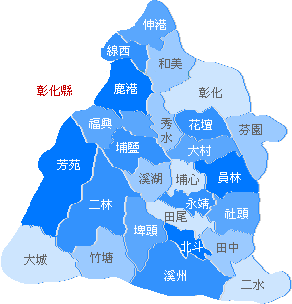 伸港
和美
線西
彰化縣
鹿港
彰化
福興
秀水
花壇
芬園
埔鹽
大村
芳苑
溪湖
埔心
員林
二林
永靖
田尾
社頭
埤頭
北斗
田中
大城
竹塘
溪州
二水